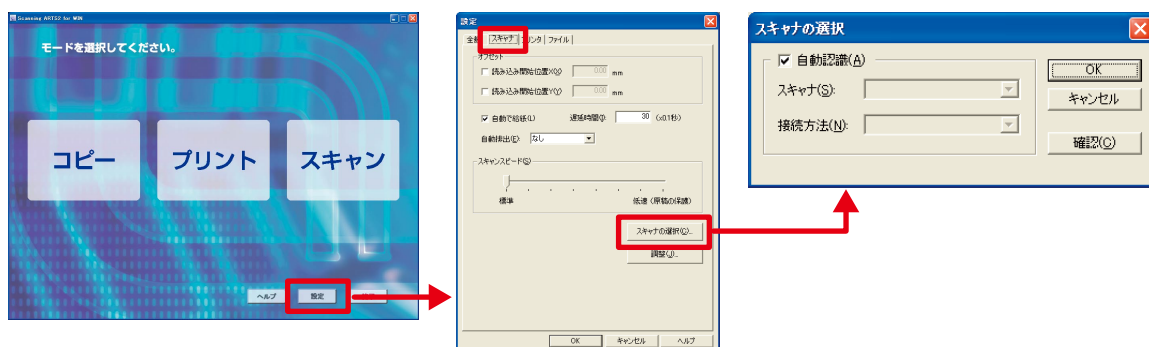 Scanning ARTS2 for WIN
モードを選択してください。
コピー
プリント
スキャン
ヘルプ
設定
設定
スキャナ
ファイル
オフセット
読み込み開始位置X(X) 0.00 mm
読み込み開始位置Y(Y) 0.00 mm
自動で給紙(L) 遅延時間(I) 30 (x0.1秒)
自動排出(E): なし
スキャンスピード(S)
標準 低速 (原稿の保護)
スキャナの選択(C)...
調整(J)...
OK キャンセル ヘルプ
スキャナの選択
自動認識(A)
スキャナ(S):
接続方法(N):
OK
キャンセル
確認(C)